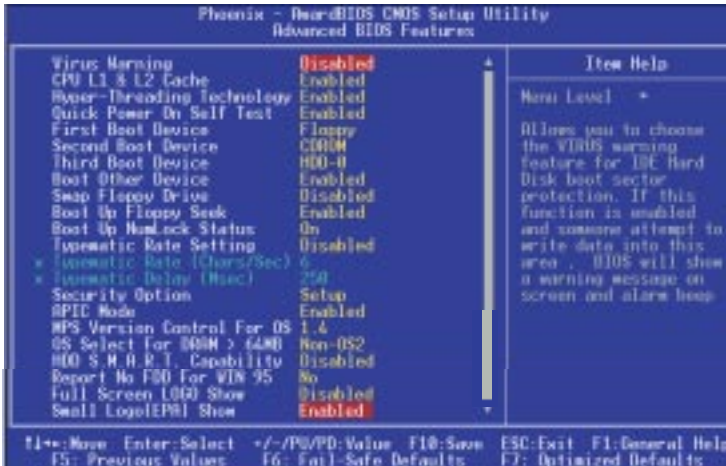 Phoenix - AwardBIOS CMOS Setup Utility
Advanced BIOS Features
Virus Warning Disabled
CPU L1 & L2 Cache Enabled
Hyper-Threading Technology Enabled
Quick Power On Self Test Enabled
First Boot Device Floppy
Second Boot Device CDROM
Third Boot Device HDD-0
Boot Other Device Enabled
Swap Floppy Drive Disabled
Boot Up Floppy Seek Enabled
Boot Up NumLock Status On
Typematic Rate Setting Disabled
x Typematic Rate (Chars/Sec) 6
x Typematic Delay (Msec) 250
Security Option Setup
APIC Mode Enabled
MPS Version Control For OS 1.4
OS Select For DRAM > 64MB Non-OS2
HDD S.M.A.R.T. Capability Disabled
Report No FDD For WIN 95 No
Full Screen LOGO Show Disabled
Small Logo(EPA) Show Enabled
Item Help
Menu Level
Allows you to choose
the VIRUS warning
feature for IDE Hard
Disk boot sector
protection. If this
function is enabled
and someone attempt to
write data into this
area , BIOS will show
a warning message on
screen and alarm beep
↑↓→←:Move Enter:Select +/-/PU/PD:Value F10:Save ESC:Exit F1:General Help
F5: Previous Values F6: Fail-Safe Defaults F7: Optimized Defaults